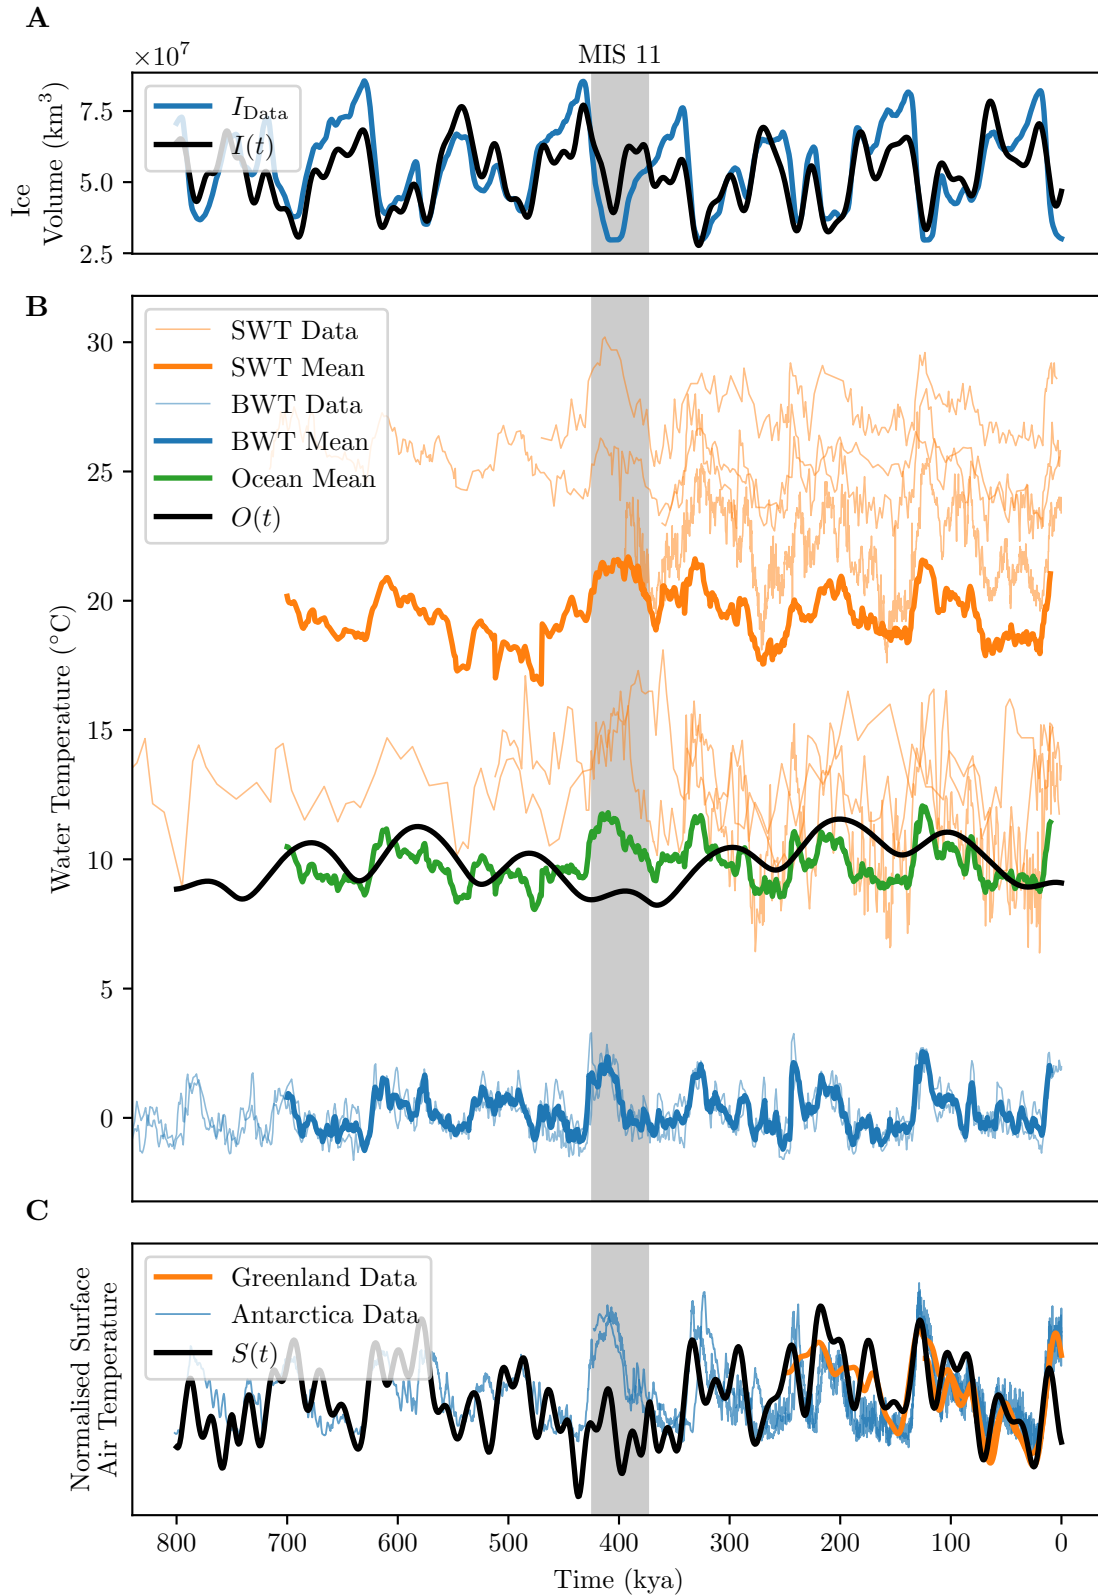 A
×10⁷
MIS 11
I_Data
I(t)
7.5
5.0
2.5
Ice
Volume (km³)
B
SWT Data
SWT Mean
BWT Data
BWT Mean
Ocean Mean
O(t)
30
25
20
15
10
5
0
Water Temperature (°C)
C
Greenland Data
Antarctica Data
S(t)
Normalised Surface
Air Temperature
800 700 600 500 400 300 200 100 0
Time (kya)